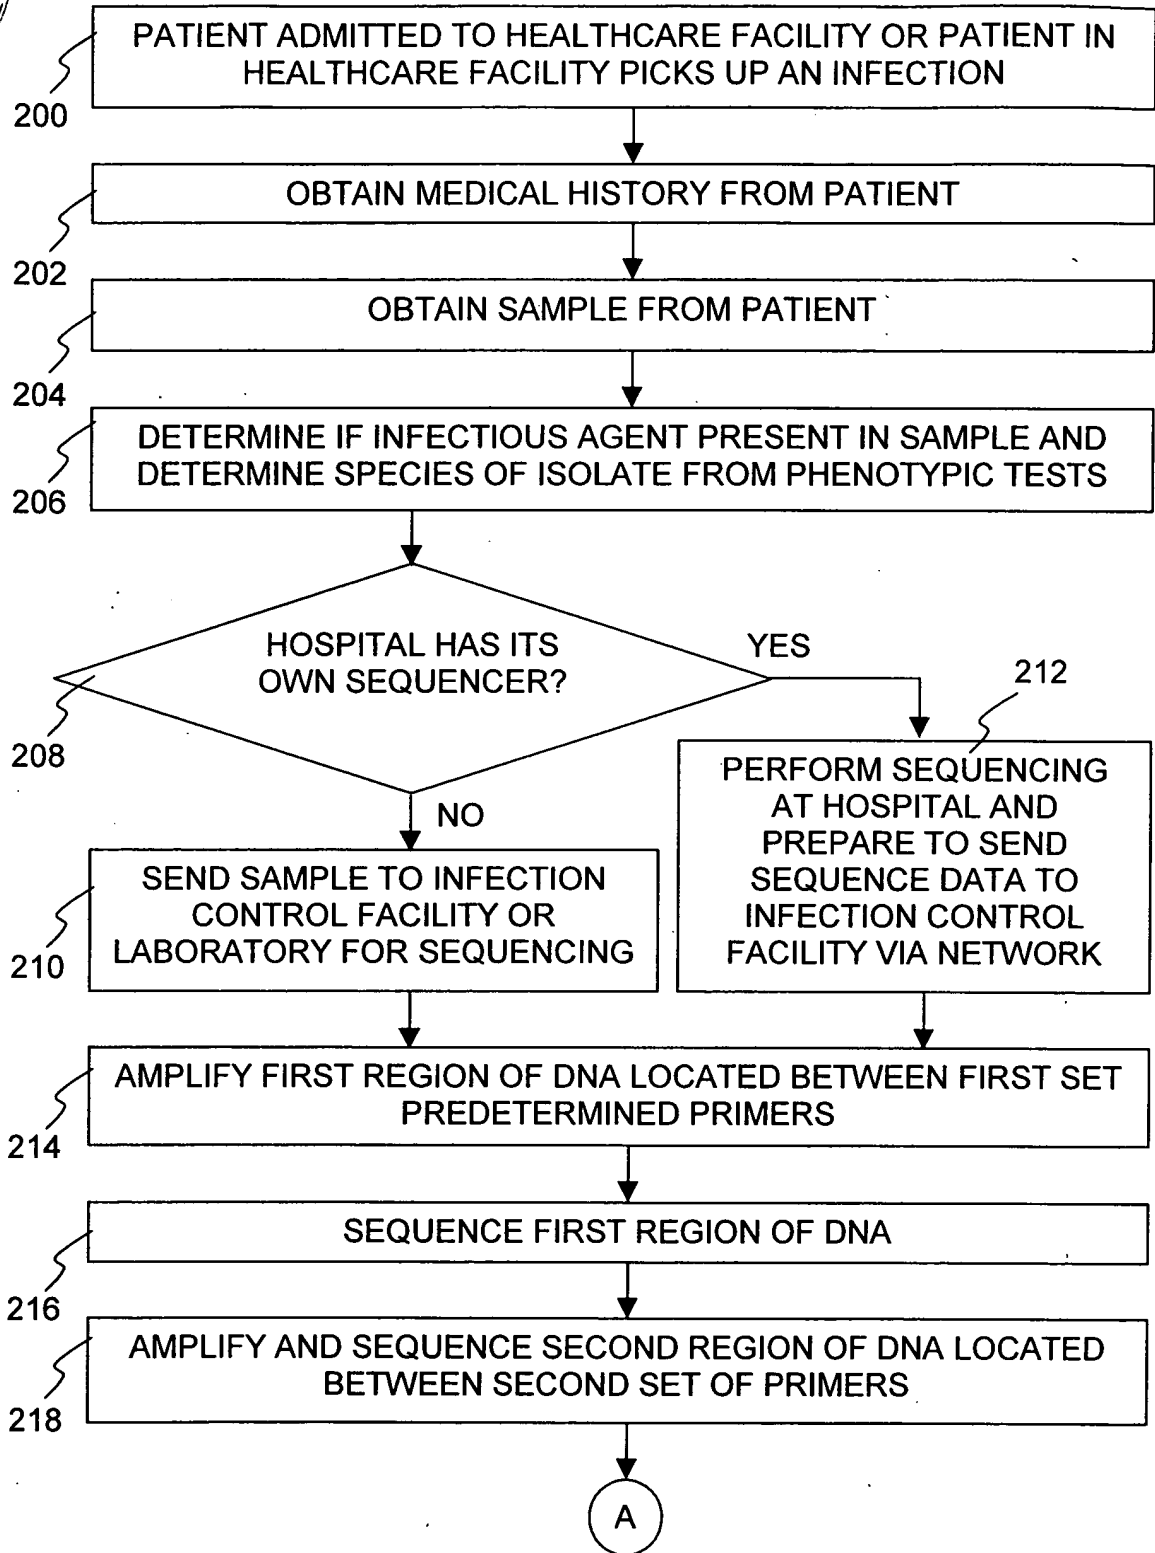 PATIENT ADMITTED TO HEALTHCARE FACILITY OR PATIENT IN
HEALTHCARE FACILITY PICKS UP AN INFECTION
200
OBTAIN MEDICAL HISTORY FROM PATIENT
202
OBTAIN SAMPLE FROM PATIENT
204
DETERMINE IF INFECTIOUS AGENT PRESENT IN SAMPLE AND
DETERMINE SPECIES OF ISOLATE FROM PHENOTYPIC TESTS
206
HOSPITAL HAS ITS
OWN SEQUENCER?
YES
208
NO
212
PERFORM SEQUENCING
AT HOSPITAL AND
PREPARE TO SEND
SEQUENCE DATA TO
INFECTION CONTROL
FACILITY VIA NETWORK
SEND SAMPLE TO INFECTION
CONTROL FACILITY OR
LABORATORY FOR SEQUENCING
210
AMPLIFY FIRST REGION OF DNA LOCATED BETWEEN FIRST SET
PREDETERMINED PRIMERS
214
SEQUENCE FIRST REGION OF DNA
216
AMPLIFY AND SEQUENCE SECOND REGION OF DNA LOCATED
BETWEEN SECOND SET OF PRIMERS
218
A